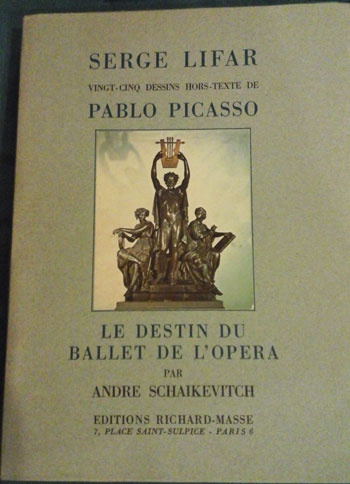 SERGE LIFAR
VINGT-CINQ DESSINS HORS-TEXTE DE
PABLO PICASSO
LE DESTIN DU
BALLET DE L'OPERA
PAR
ANDRE SCHAIKEVITCH
EDITIONS RICHARD-MASSE
7, PLACE SAINT-SULPICE - PARIS 6